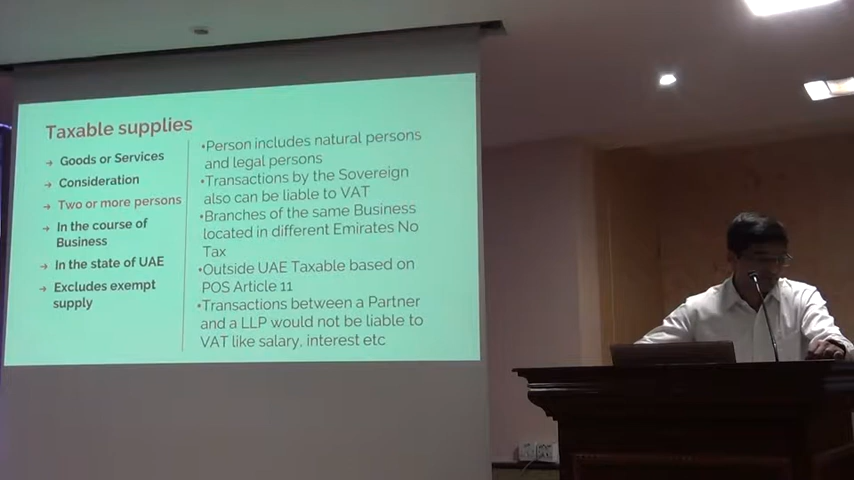 Taxable supplies
→ Goods or Services
→ Consideration
→ Two or more persons
→ In the course of
Business
→ In the state of UAE
→ Excludes exempt
supply
•Person includes natural persons
and legal persons
•Transactions by the Sovereign
also can be liable to VAT
•Branches of the same Business
located in different Emirates No
Tax
•Outside UAE Taxable based on
POS Article 11
•Transactions between a Partner
and a LLP would not be liable to
VAT like salary, interest etc